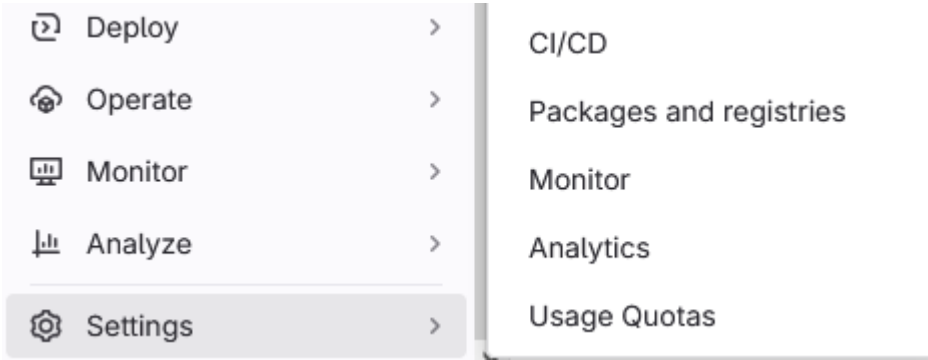 Deploy
Operate
Monitor
Analyze
Settings
CI/CD
Packages and registries
Monitor
Analytics
Usage Quotas